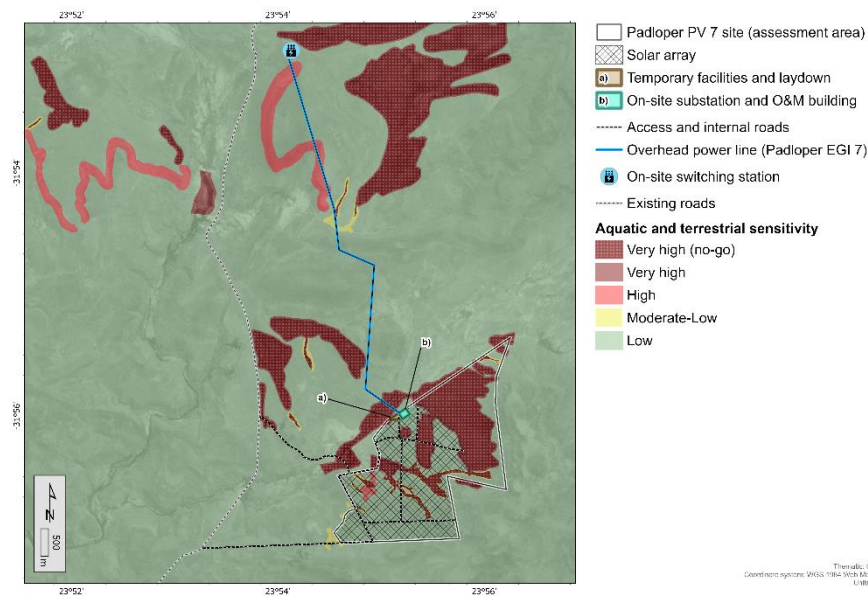 23°52' 23°54' 23°56'
-31°54'
-31°56'
a)
b)
N
500
m
23°52' 23°54' 23°56'
Padloper PV 7 site (assessment area)
Solar array
a) Temporary facilities and laydown
b) On-site substation and O&M building
Access and internal roads
Overhead power line (Padloper EGI 7)
On-site switching station
Existing roads
Aquatic and terrestrial sensitivity
Very high (no-go)
Very high
High
Moderate-Low
Low
Thematic:
Coordinate system: WGS 1984 Web